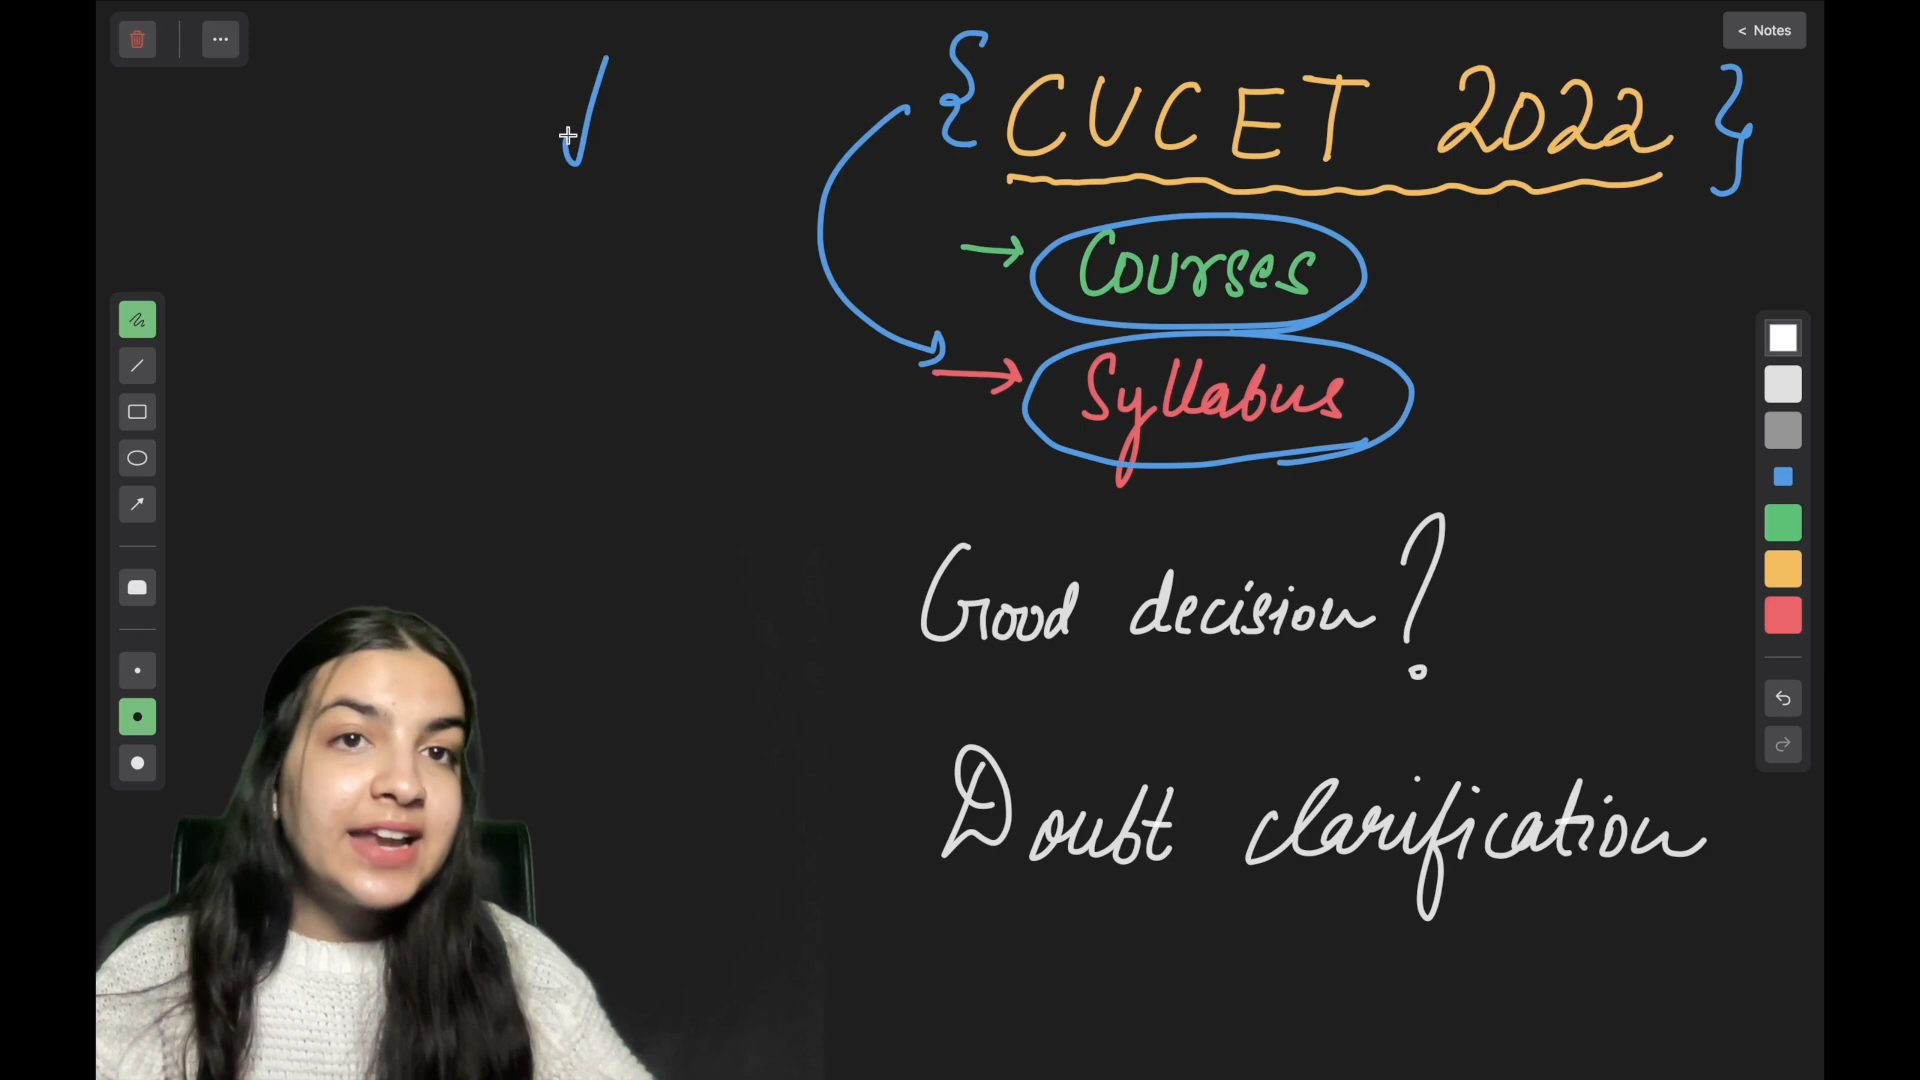 < Notes
{ CUCET 2022 }
→ Courses
→ Syllabus
Good decision?
Doubt clarification